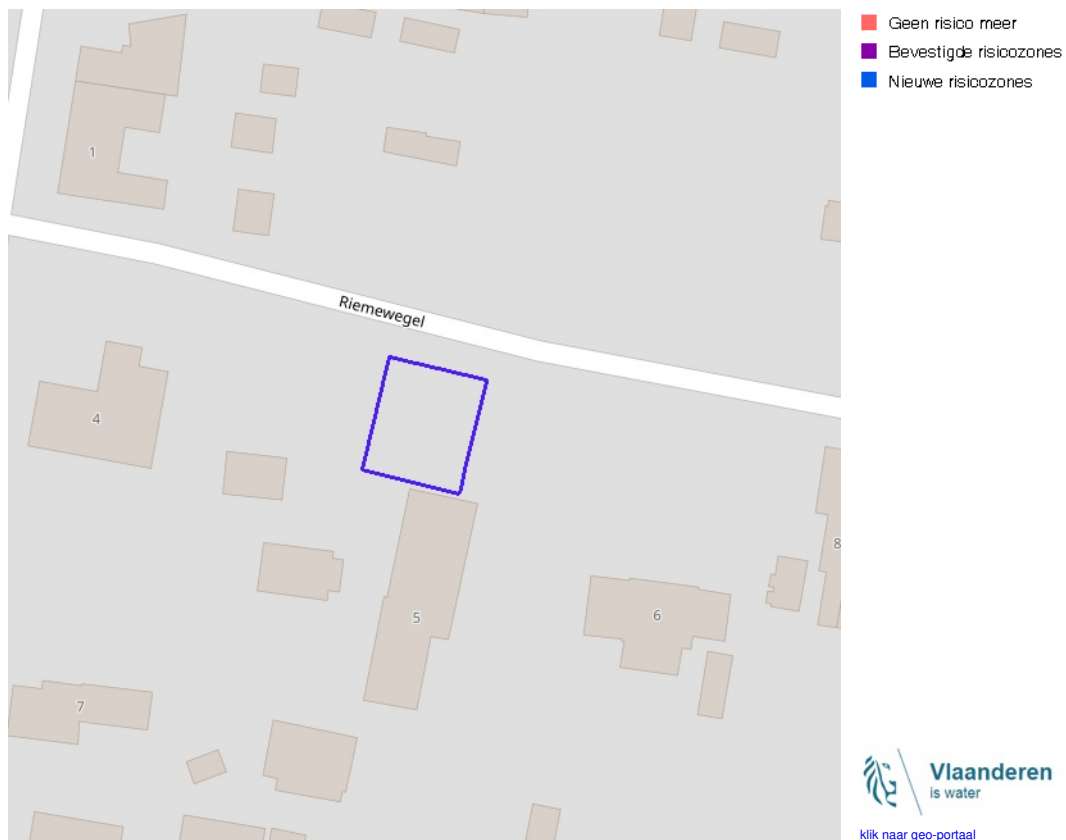 Geen risico meer
Bevestigde risicozones
Nieuwe risicozones
1
Riemewegel
4
8
5
6
7
Vlaanderen
is water
klik naar geo-portaal